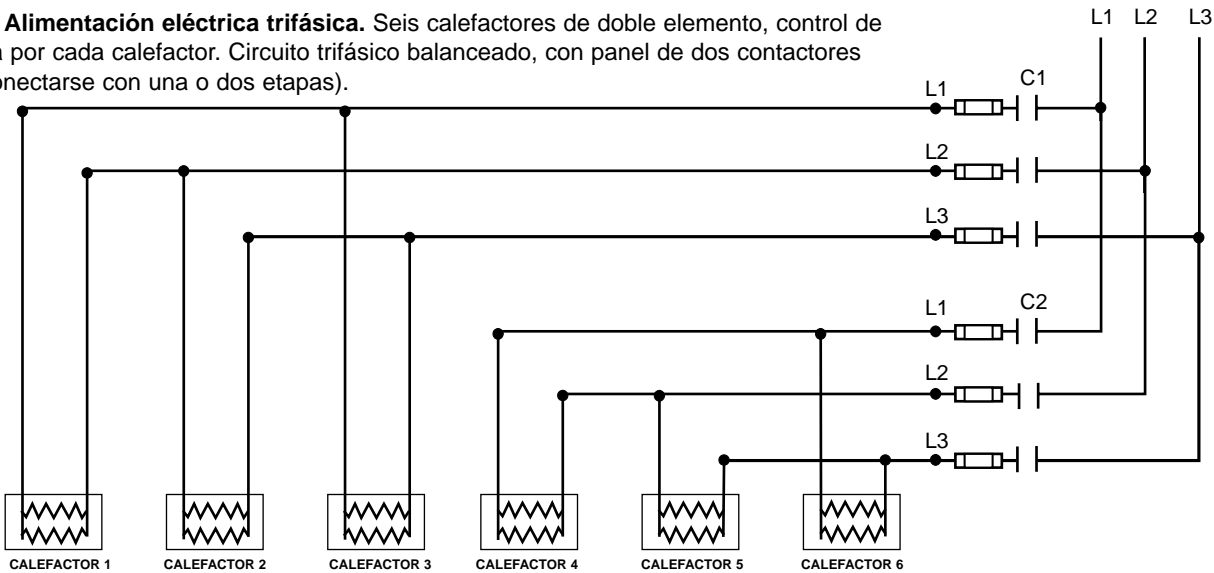 Alimentación eléctrica trifásica. Seis calefactores de doble elemento, control de
por cada calefactor. Circuito trifásico balanceado, con panel de dos contactores
con una o dos etapas).
L1 L2 L3
L1 C1
L2
L3
L1 C2
L2
L3
CALEFACTOR 1 CALEFACTOR 2 CALEFACTOR 3 CALEFACTOR 4 CALEFACTOR 5 CALEFACTOR 6